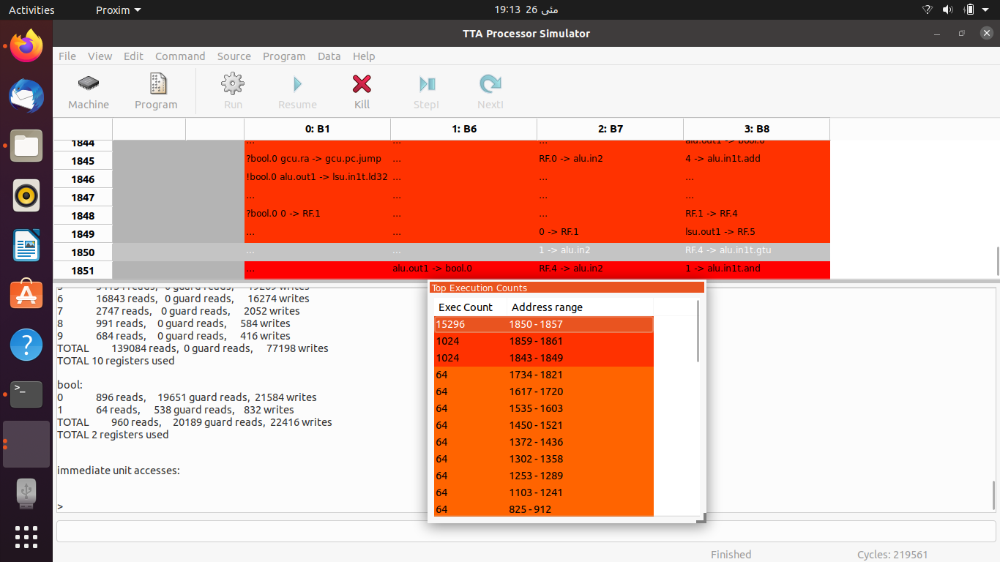 Activities
Proxim
19:13 26 مئی
TTA Processor Simulator
File View Edit Command Source Program Data Help
Machine Program Run Resume Kill StepI NextI
0: B1 1: B6 2: B7 3: B8
1844 ... ... ... alu.out1 -> bool.0
1845 ?bool.0 gcu.ra -> gcu.pc.jump ... RF.0 -> alu.in2 4 -> alu.in1t.add
1846 !bool.0 alu.out1 -> lsu.in1t.ld32 ... ... ...
1847 ... ... ... ...
1848 ?bool.0 0 -> RF.1 ... ... RF.1 -> RF.4
1849 ... ... 0 -> RF.1 lsu.out1 -> RF.5
1850 ... ... 1 -> alu.in2 RF.4 -> alu.in1t.gtu
1851 ... alu.out1 -> bool.0 RF.4 -> alu.in2 1 -> alu.in1t.and
6 16843 reads, 0 guard reads, 16274 writes
7 2747 reads, 0 guard reads, 2052 writes
8 991 reads, 0 guard reads, 584 writes
9 684 reads, 0 guard reads, 416 writes
TOTAL 139084 reads, 0 guard reads, 77198 writes
TOTAL 10 registers used
bool:
0 896 reads, 19651 guard reads, 21584 writes
1 64 reads, 538 guard reads, 832 writes
TOTAL 960 reads, 20189 guard reads, 22416 writes
TOTAL 2 registers used
immediate unit accesses:
>
Top Execution Counts
Exec Count Address range
15296 1850 - 1857
1024 1859 - 1861
1024 1843 - 1849
64 1734 - 1821
64 1617 - 1720
64 1535 - 1603
64 1450 - 1521
64 1372 - 1436
64 1302 - 1358
64 1253 - 1289
64 1103 - 1241
64 825 - 912
Finished
Cycles: 219561